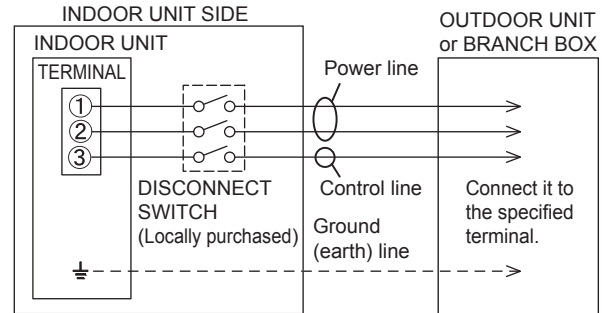 INDOOR UNIT SIDE
OUTDOOR UNIT
or BRANCH BOX
INDOOR UNIT
TERMINAL
Power line
①
②
③
DISCONNECT
SWITCH
(Locally purchased)
Control line
Ground
(earth) line
Connect it to
the specified
terminal.